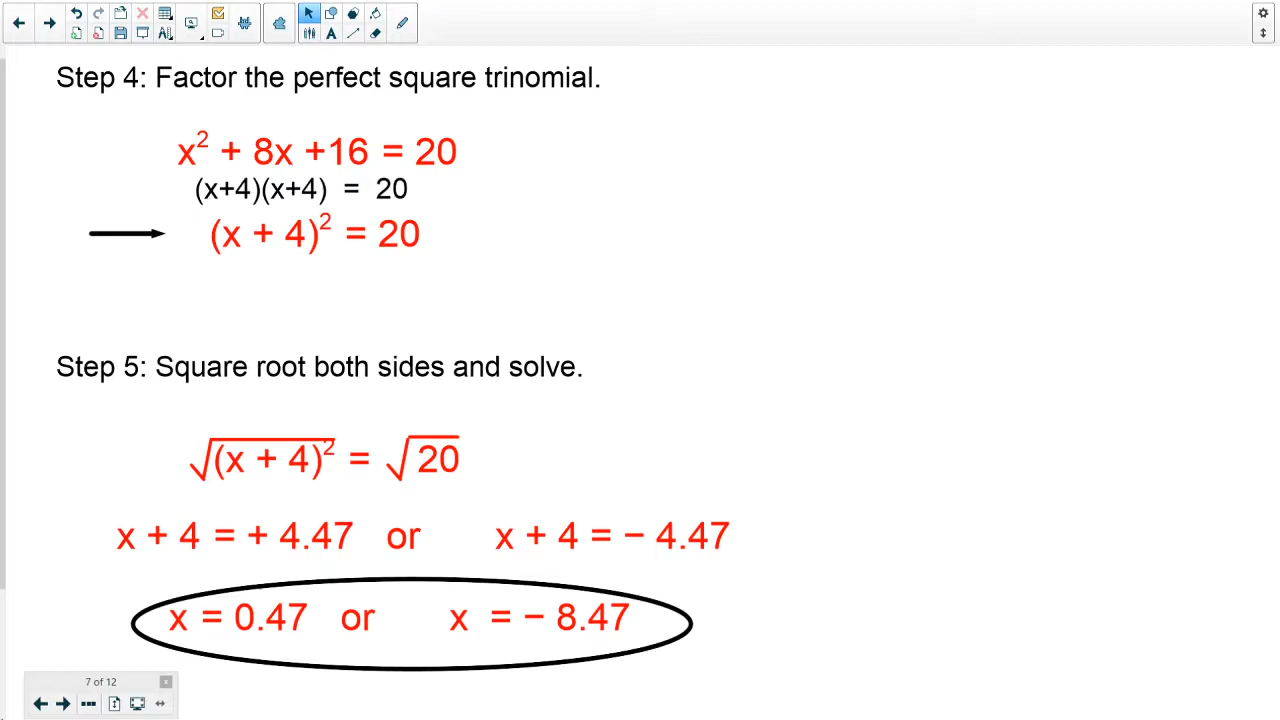 Step 4: Factor the perfect square trinomial.
x² + 8x +16 = 20
(x+4)(x+4) = 20
(x + 4)² = 20
Step 5: Square root both sides and solve.
√(x + 4)² = √20
x + 4 = + 4.47 or x + 4 = − 4.47
x = 0.47 or x = − 8.47
7 of 12